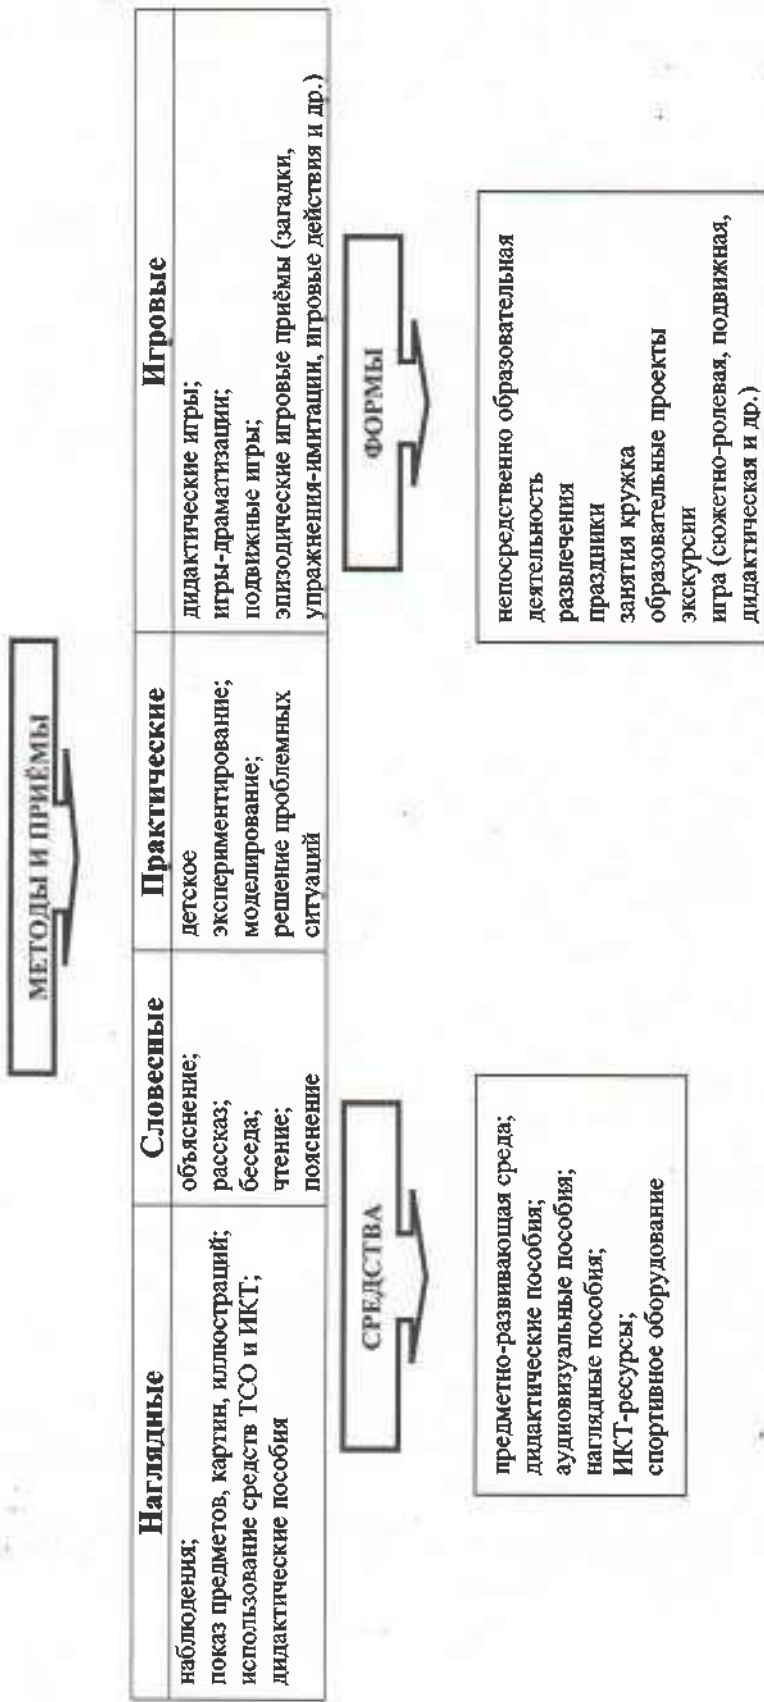 МЕТОДЫ И ПРИЁМЫ
Наглядные
Словесные
Практические
Игровые
наблюдения;
показ предметов, картин, иллюстраций;
использование средств ТСО и ИКТ;
дидактические пособия
объяснение;
рассказ;
беседа;
чтение;
пояснение
детское
экспериментирование;
моделирование;
решение проблемных
ситуаций
дидактические игры;
игры-драматизации;
подвижные игры;
эпизодические игровые приёмы (загадки,
упражнения-имитации, игровые действия и др.)
СРЕДСТВА
предметно-развивающая среда;
дидактические пособия;
аудиовизуальные пособия;
наглядные пособия;
ИКТ-ресурсы;
спортивное оборудование
ФОРМЫ
непосредственно образовательная
деятельность
развлечения
праздники
занятия кружка
образовательные проекты
экскурсии
игра (сюжетно-ролевая, подвижная,
дидактическая и др.)